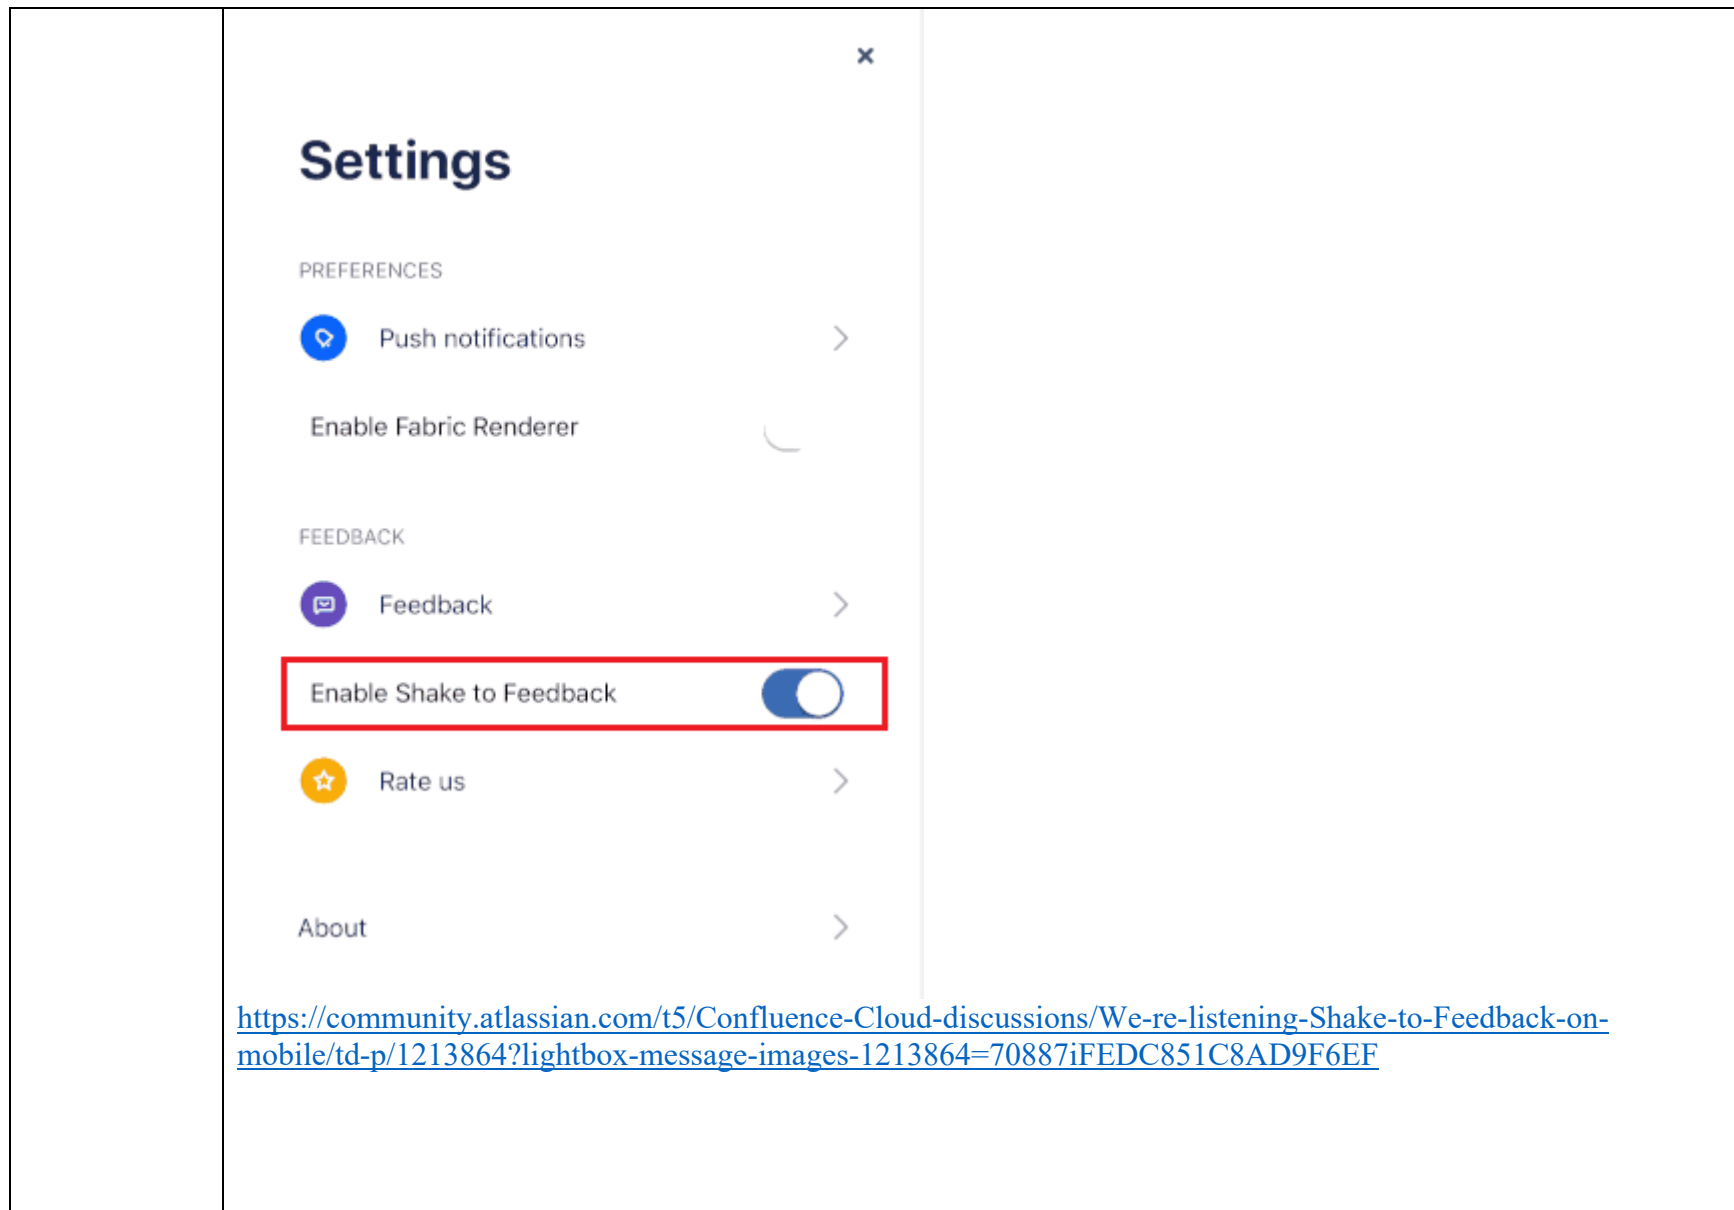 Settings
PREFERENCES
Push notifications
Enable Fabric Renderer
FEEDBACK
Feedback
Enable Shake to Feedback
Rate us
About
https://community.atlassian.com/t5/Confluence-Cloud-discussions/We-re-listening-Shake-to-Feedback-on-
mobile/td-p/1213864?lightbox-message-images-1213864=70887iFEDC851C8AD9F6EF